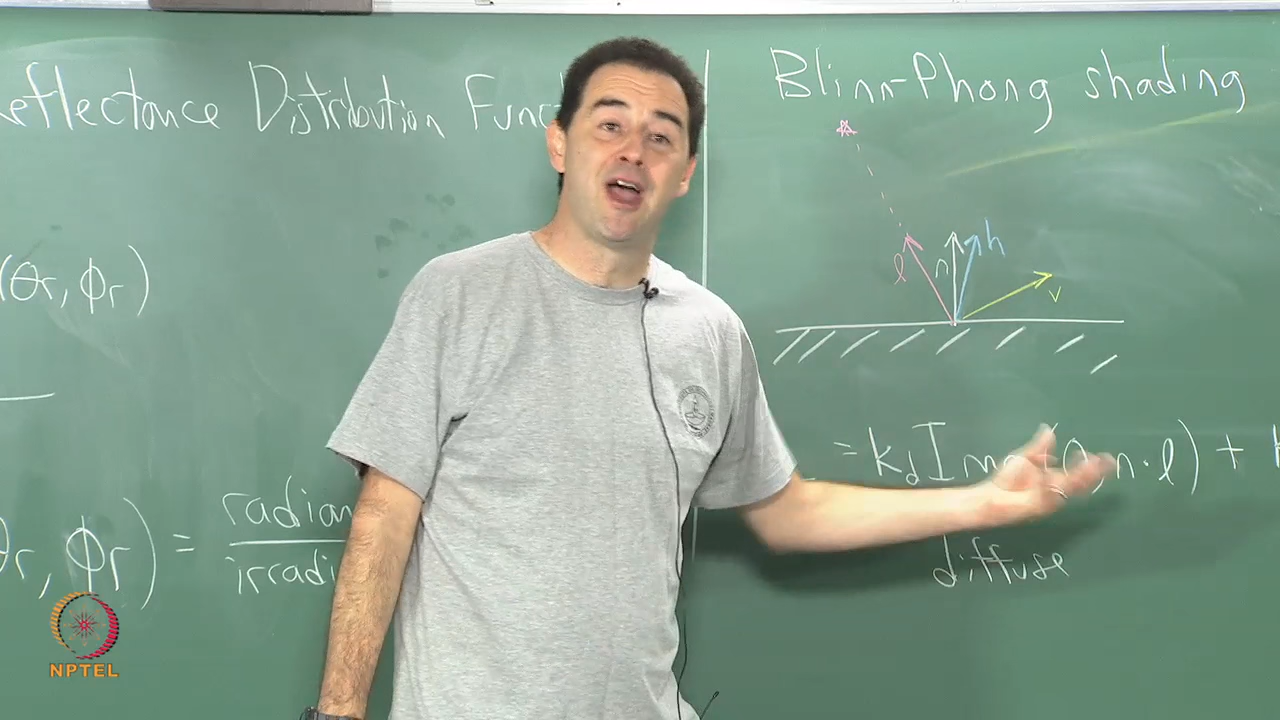 eflectance Distribution Func
(θr, ϕr)
θr, ϕr) = radian
irradi
Blinn-Phong shading
l n h v
= kd I max(0, n·l) +
diffuse
NPTEL